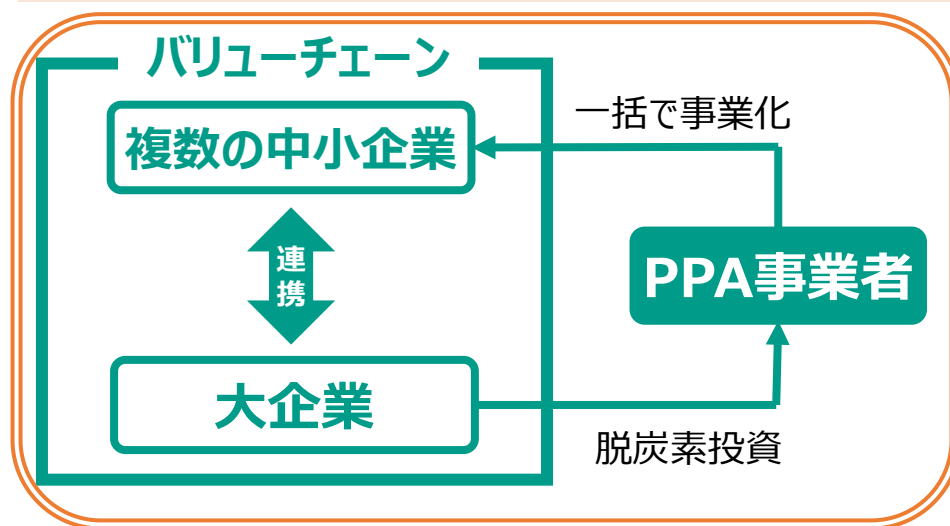 バリューチェーン
複数の中小企業
一括で事業化
連携
PPA事業者
大企業
脱炭素投資